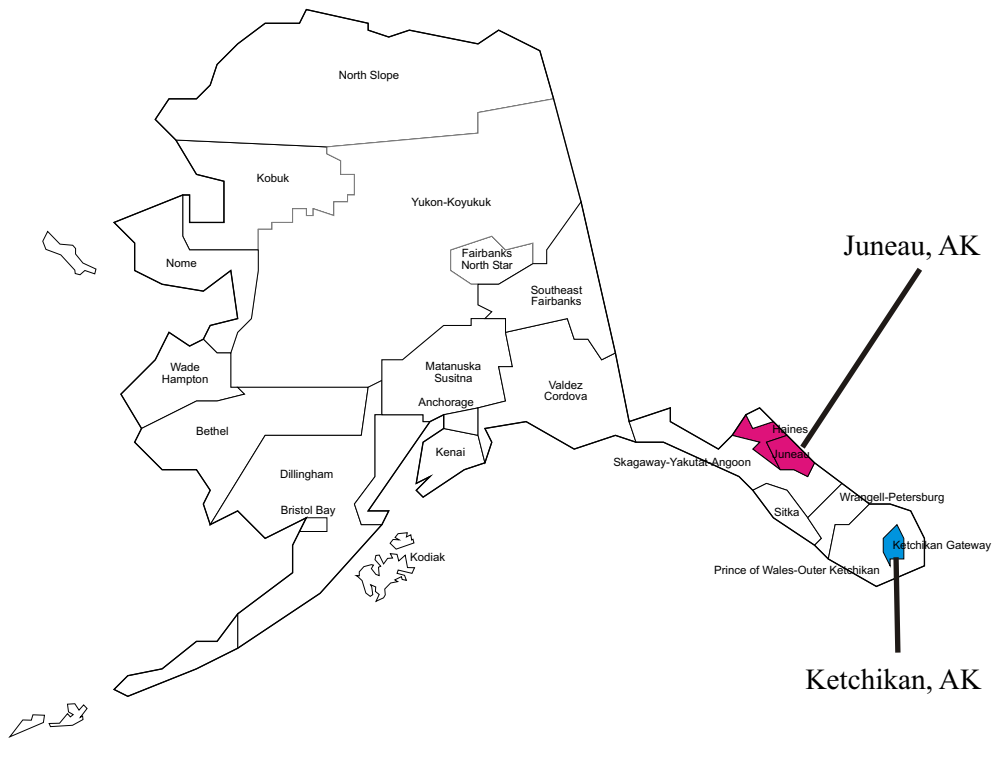 North Slope
Kobuk
Yukon-Koyukuk
Juneau, AK
Fairbanks
North Star
Nome
Southeast
Fairbanks
Wade
Hampton
Matanuska
Susitna
Valdez
Cordova
Anchorage
Bethel
Haines
Kenai
Juneau
Skagaway-Yakutat-Angoon
Dillingham
Wrangell-Petersburg
Bristol Bay
Sitka
Ketchikan Gateway
Kodiak
Prince of Wales-Outer Ketchikan
Ketchikan, AK